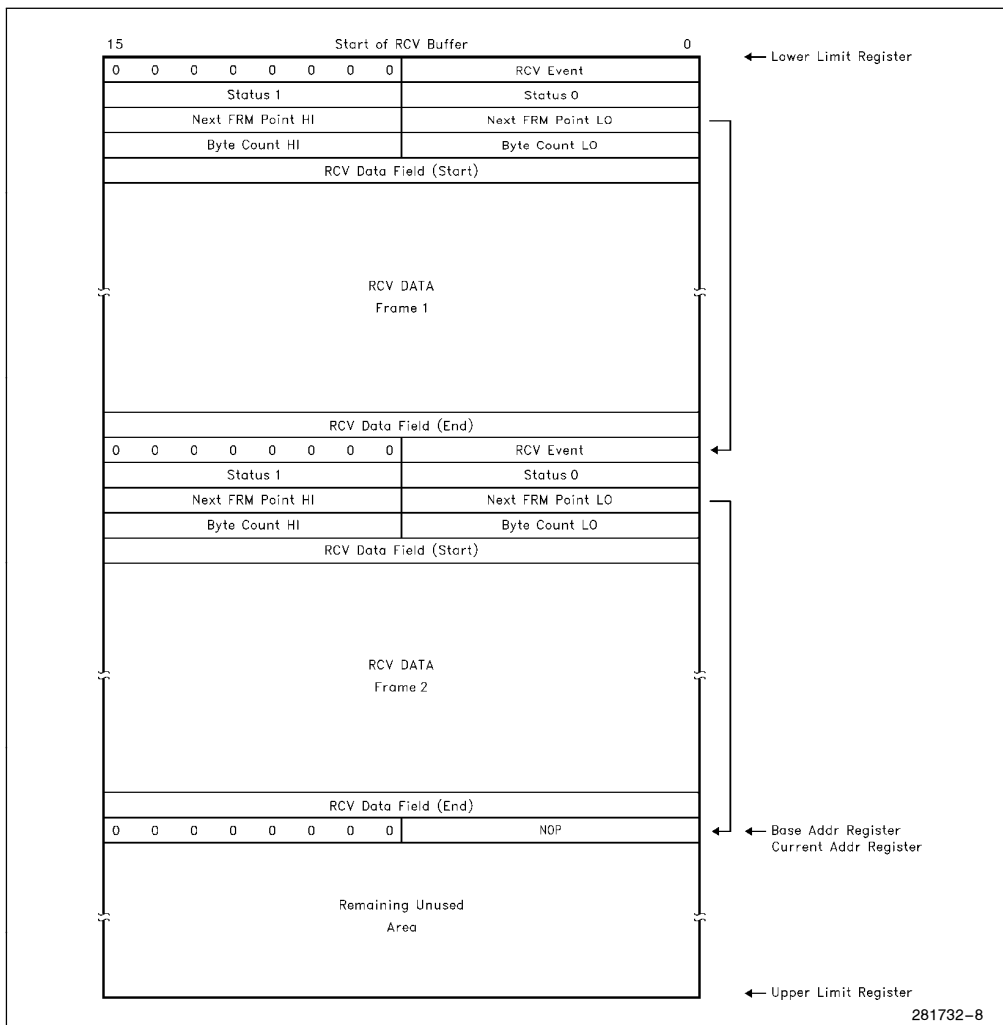 15 Start of RCV Buffer 0
← Lower Limit Register
0 0 0 0 0 0 0 0 RCV Event
Status 1 Status 0
Next FRM Point HI Next FRM Point LO
Byte Count HI Byte Count LO
RCV Data Field (Start)
RCV DATA
Frame 1
RCV Data Field (End)
0 0 0 0 0 0 0 0 RCV Event
Status 1 Status 0
Next FRM Point HI Next FRM Point LO
Byte Count HI Byte Count LO
RCV Data Field (Start)
RCV DATA
Frame 2
RCV Data Field (End)
0 0 0 0 0 0 0 0 NOP ← Base Addr Register
Current Addr Register
Remaining Unused
Area
← Upper Limit Register
281732–8